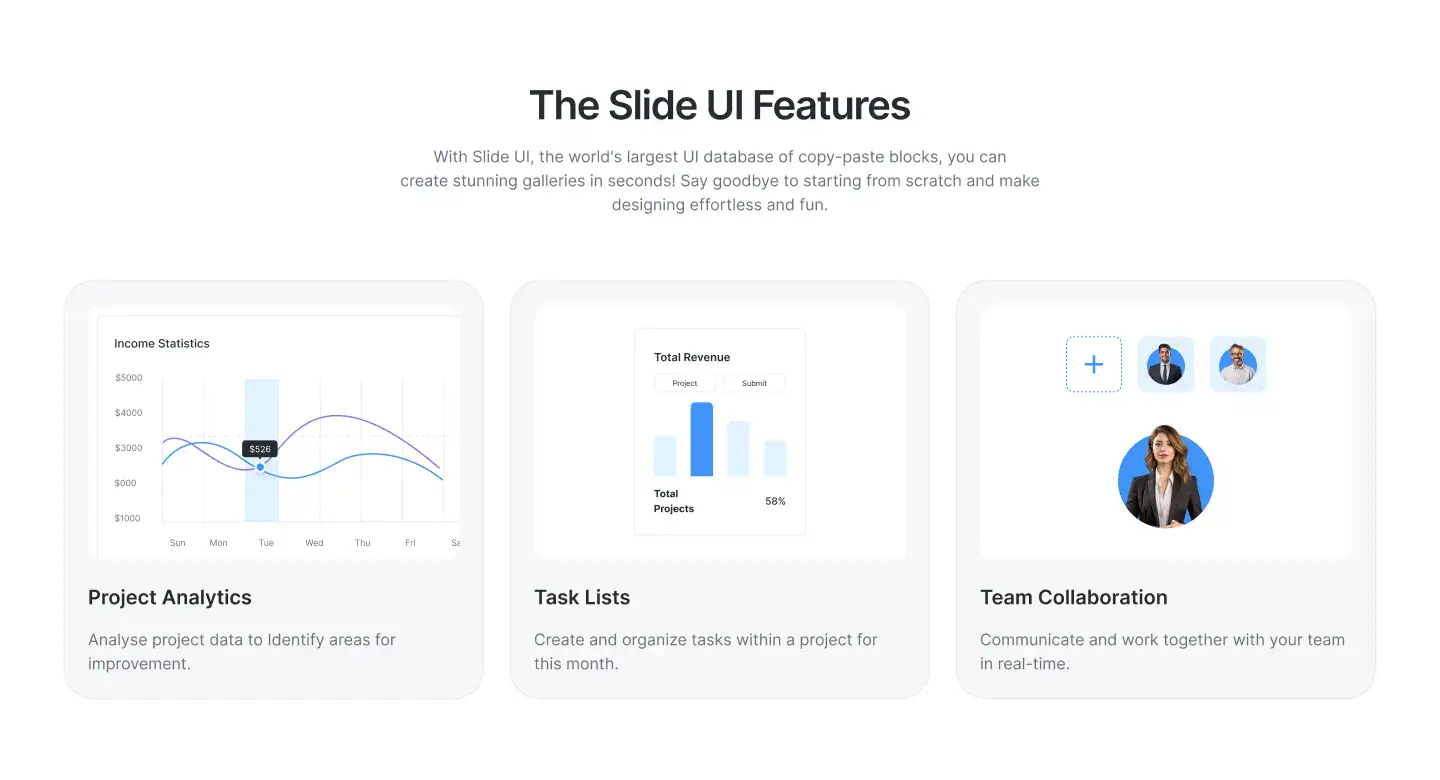 The Slide UI Features
With Slide UI, the world's largest UI database of copy-paste blocks, you can
create stunning galleries in seconds! Say goodbye to starting from scratch and make
designing effortless and fun.
Income Statistics
$5000
$4000
$3000
$000
$1000
$526
Sun Mon Tue Wed Thu Fri Sa
Project Analytics
Analyse project data to Identify areas for
improvement.
Total Revenue
Project Submit
Total
Projects
58%
Task Lists
Create and organize tasks within a project for
this month.
Team Collaboration
Communicate and work together with your team
in real-time.